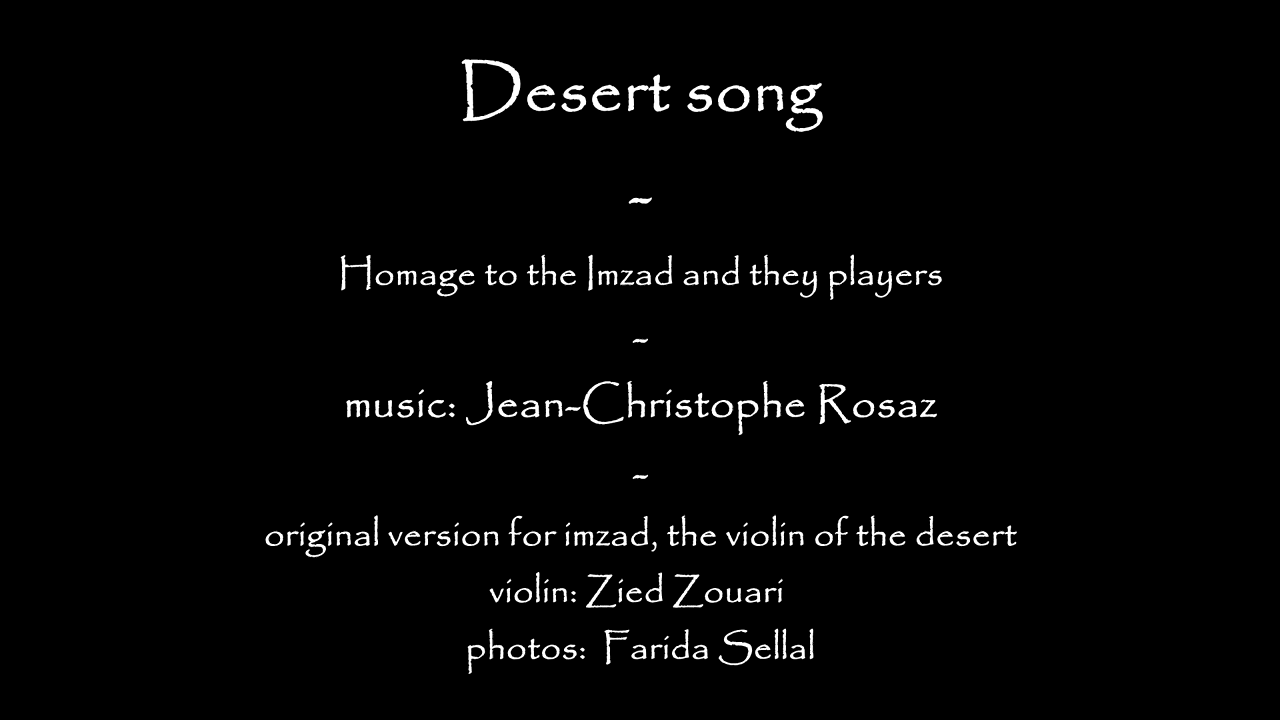 Desert song
~
Homage to the Imzad and they players
-
music: Jean-Christophe Rosaz
-
original version for imzad, the violin of the desert
violin: Zied Zouari
photos: Farida Sellal